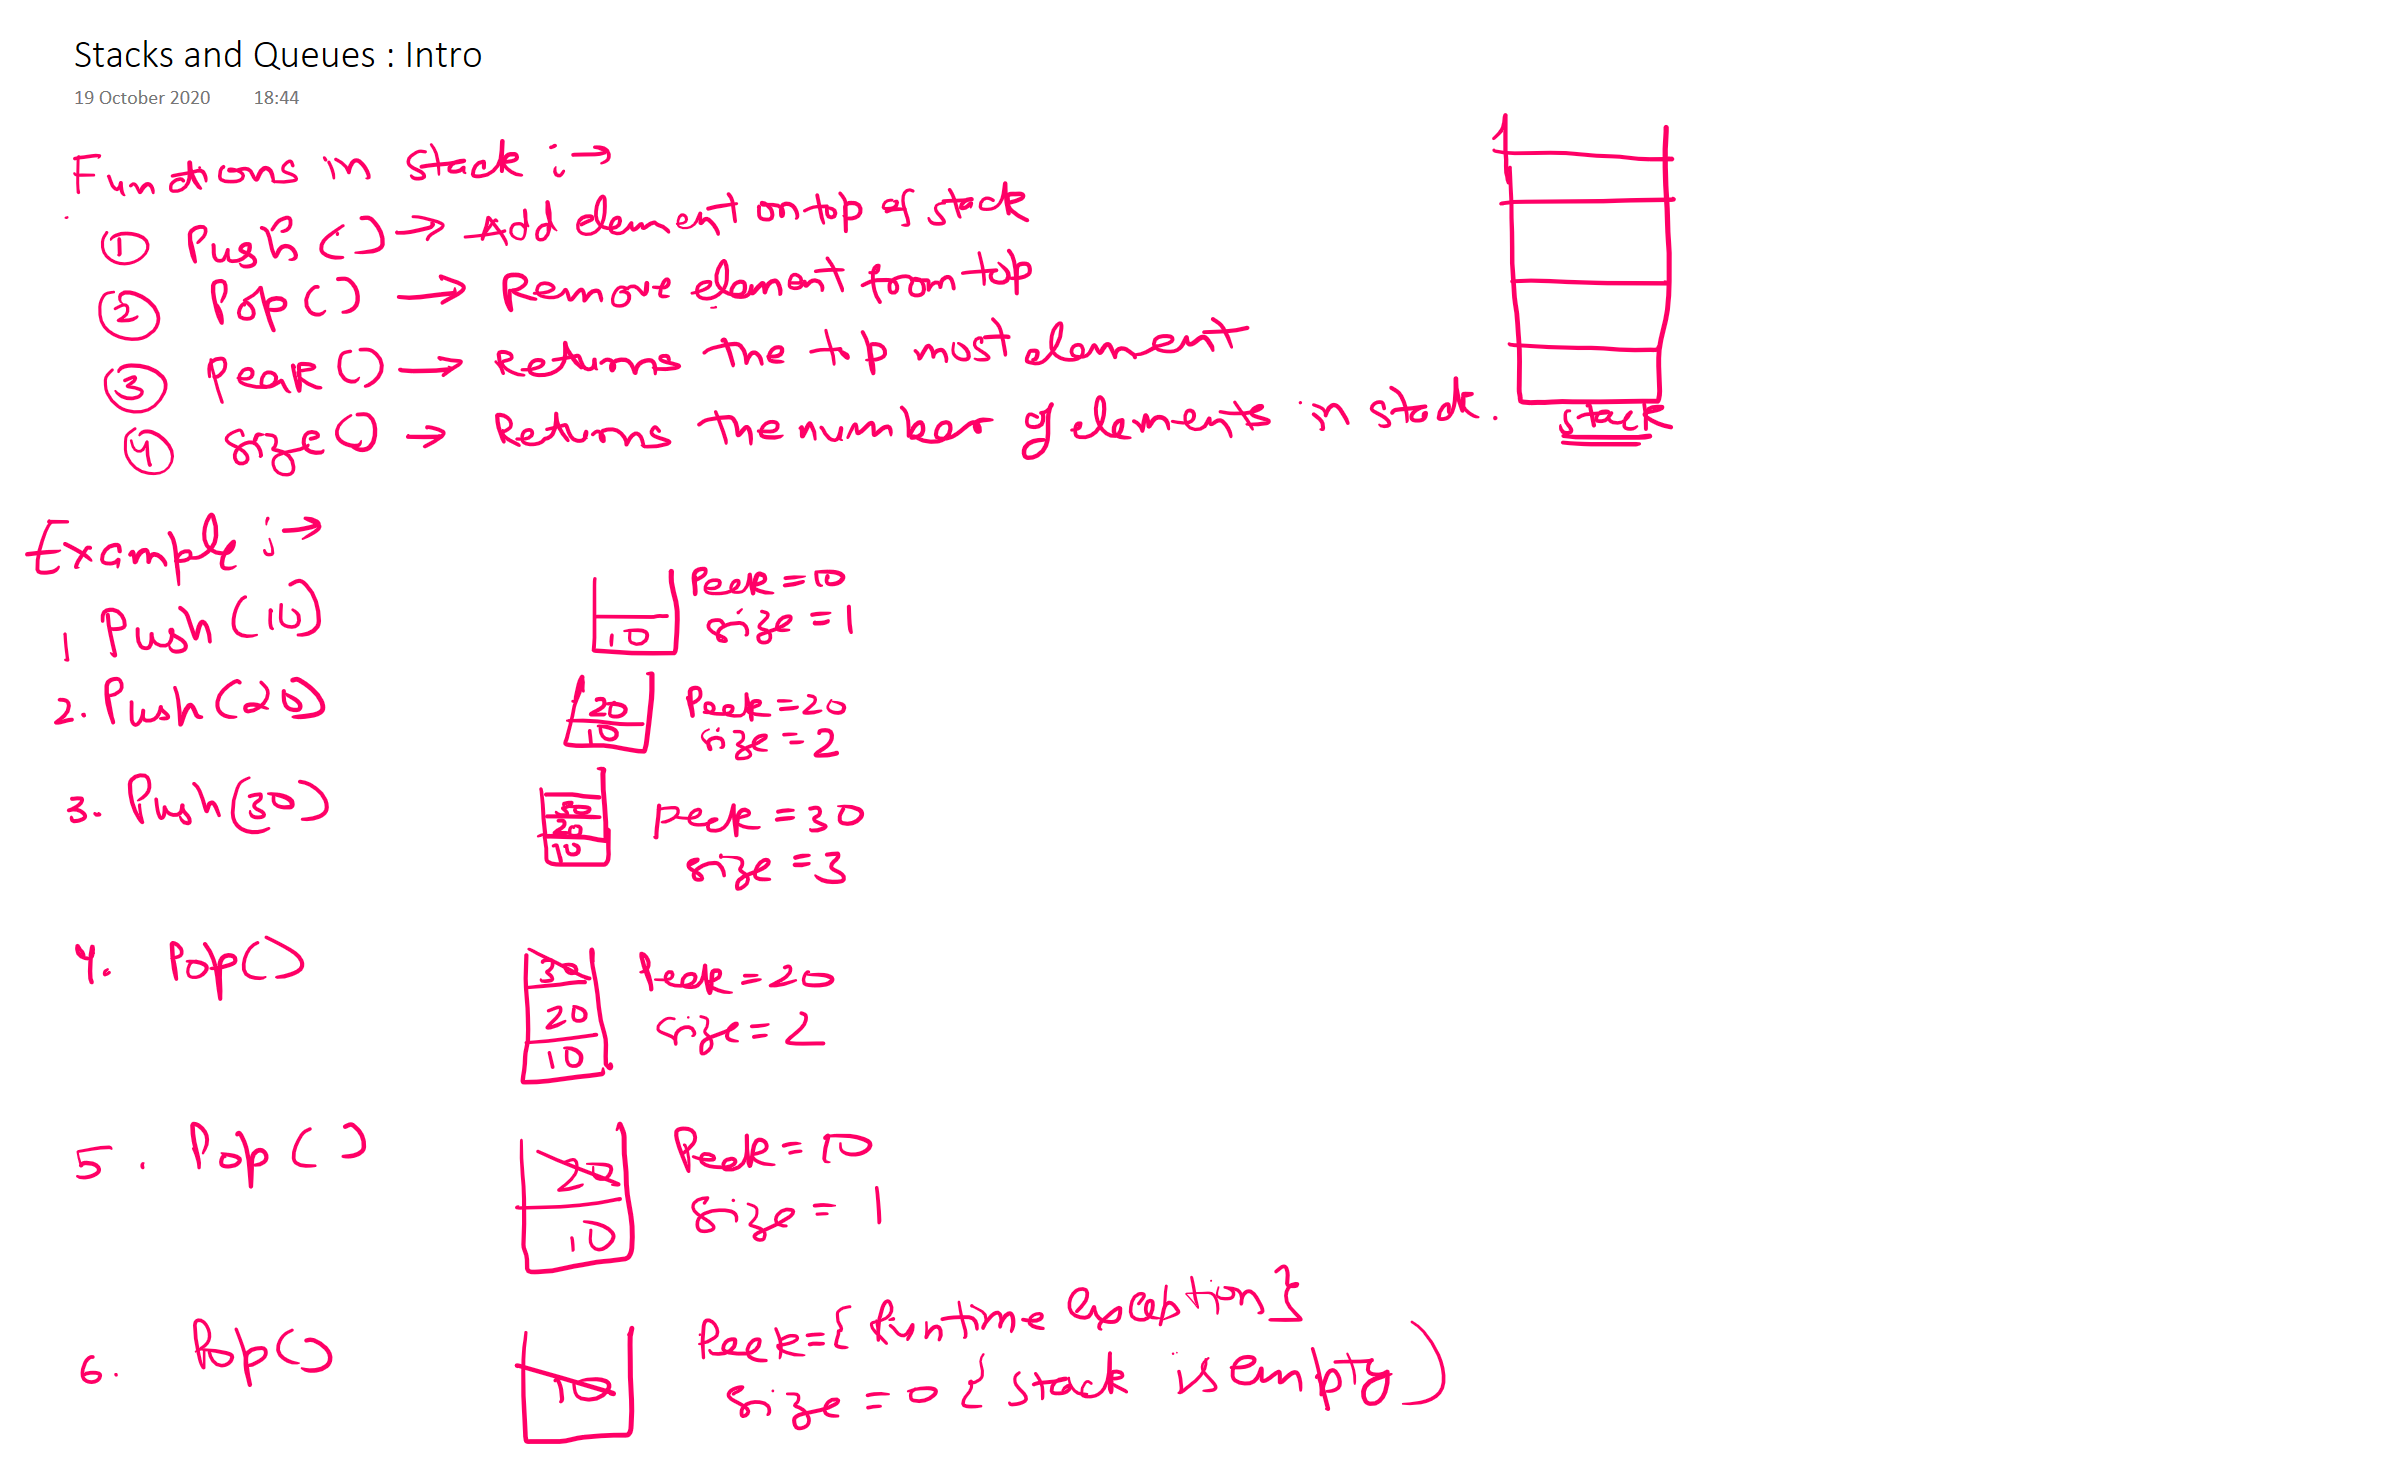 Stacks and Queues : Intro
19 October 2020 18:44
Functions in stack :→
① Push () → Add element on top of stack
② Pop () → Remove element from top
③ Peek () → Returns the top most element
④ size () → Returns the number of elements in stack.
stack
Example :→
1 Push (10)
10
Peek = 10
size = 1
2. Push (20)
20
10
Peek = 20
size = 2
3. Push (30)
30
20
10
peek = 30
size = 3
4. Pop()
30
20
10
Peek = 20
size = 2
5. Pop ()
20
10
Peek = 10
size = 1
6. Pop()
10
Peek = { Runtime exception }
size = 0 { stack is empty )